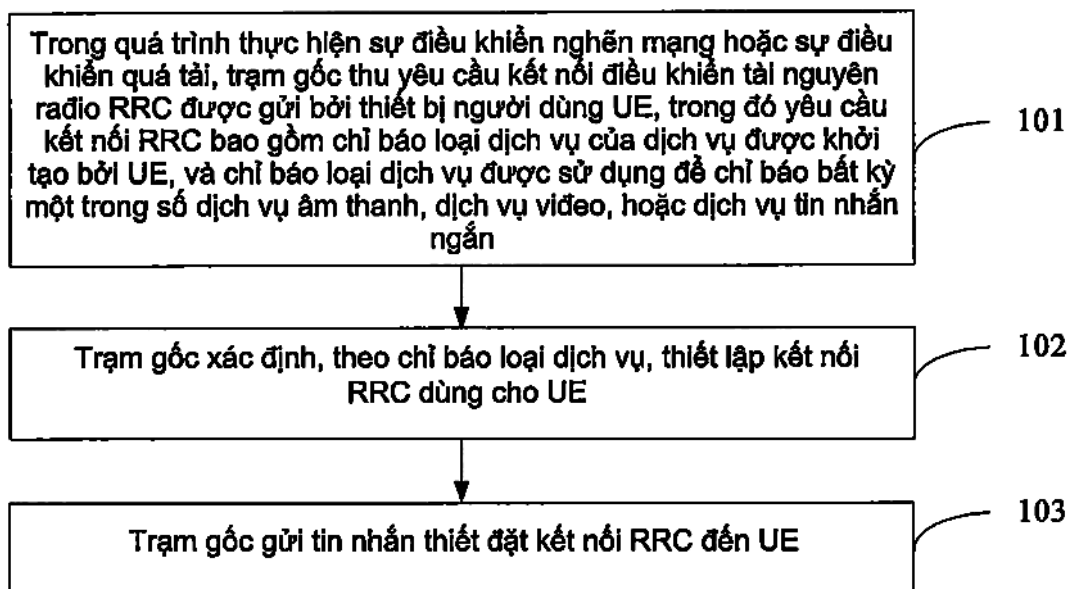 Trong quá trình thực hiện sự điều khiển nghẽn mạng hoặc sự điều
khiển quá tải, trạm gốc thu yêu cầu kết nối điều khiển tài nguyên
rađio RRC được gửi bởi thiết bị người dùng UE, trong đó yêu cầu
kết nối RRC bao gồm chỉ báo loại dịch vụ của dịch vụ được khởi
tạo bởi UE, và chỉ báo loại dịch vụ được sử dụng để chỉ báo bất kỳ
một trong số dịch vụ âm thanh, dịch vụ viđeo, hoặc dịch vụ tin nhắn
ngắn
101
Trạm gốc xác định, theo chỉ báo loại dịch vụ, thiết lập kết nối
RRC dùng cho UE
102
Trạm gốc gửi tin nhắn thiết đặt kết nối RRC đến UE
103